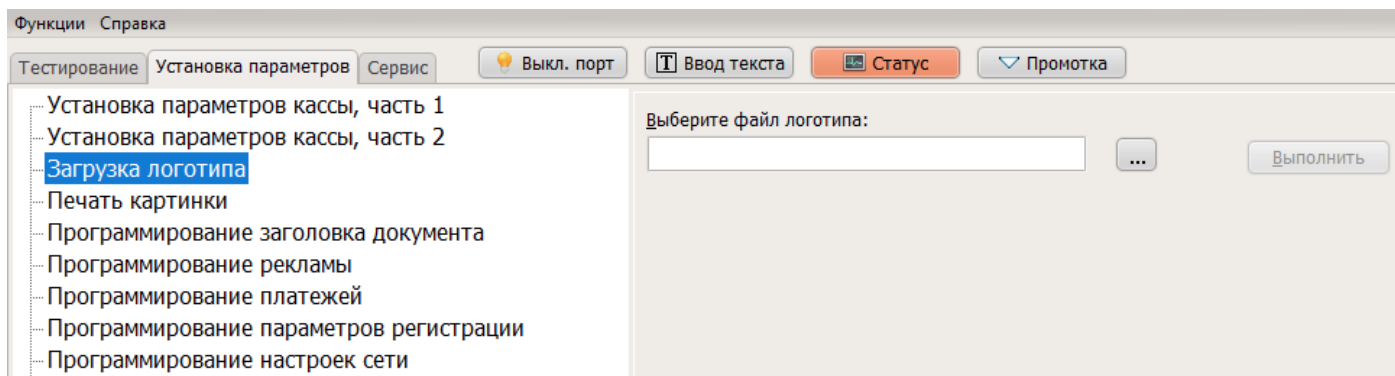 Функции Справка
Тестирование Установка параметров Сервис Выкл. порт T Ввод текста Статус Промотка
Установка параметров кассы, часть 1
Установка параметров кассы, часть 2
Загрузка логотипа
Печать картинки
Программирование заголовка документа
Программирование рекламы
Программирование платежей
Программирование параметров регистрации
Программирование настроек сети
Выберите файл логотипа:
... Выполнить